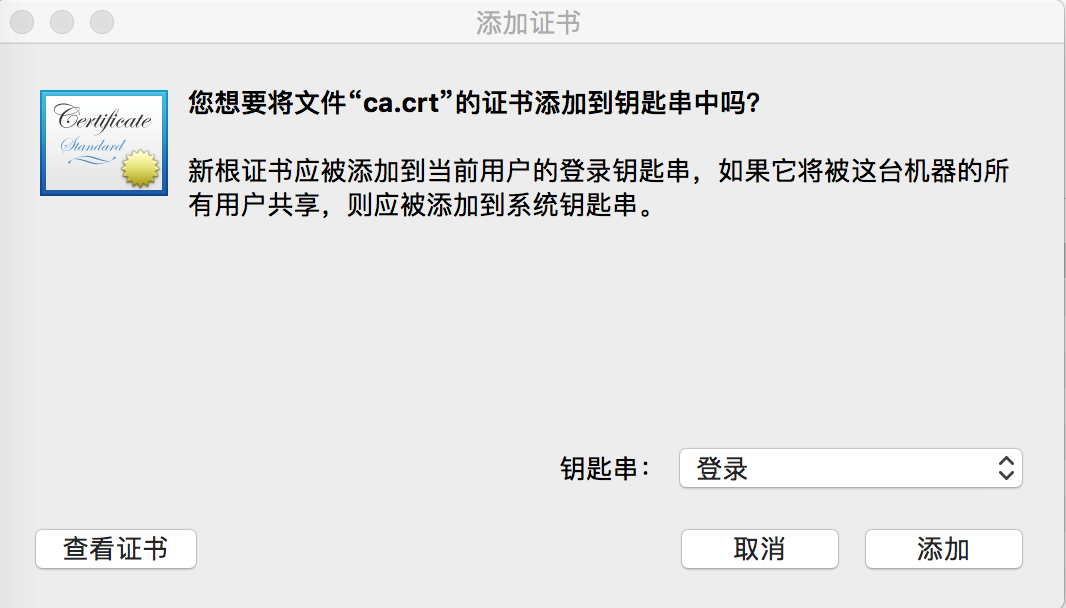 添加证书
Certificate
Standard
您想要将文件“ca.crt”的证书添加到钥匙串中吗？
新根证书应被添加到当前用户的登录钥匙串，如果它将被这台机器的所
有用户共享，则应被添加到系统钥匙串。
钥匙串： 登录
查看证书 取消 添加